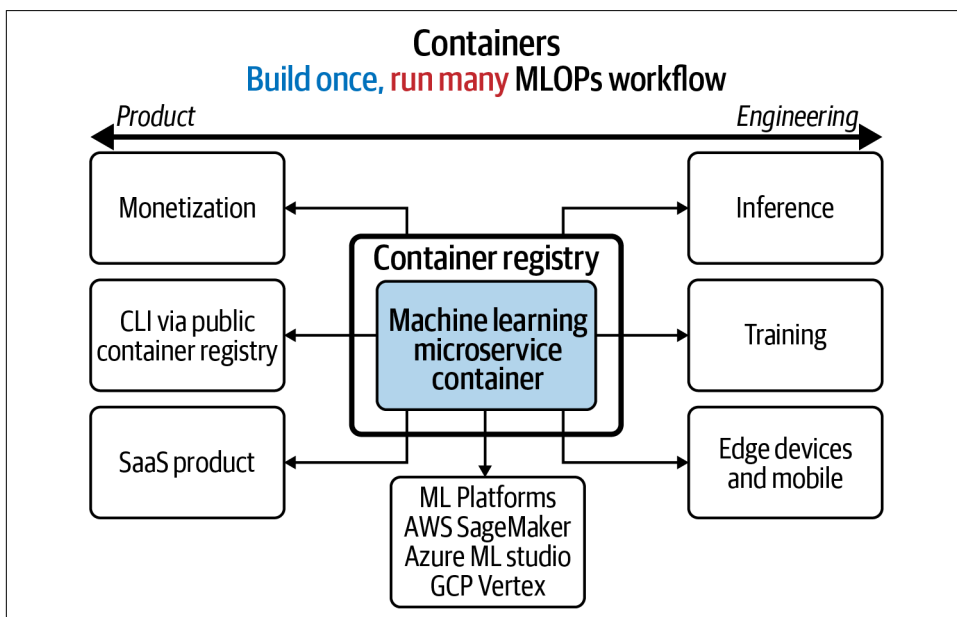 Containers
Build once, run many MLOPs workflow
Product
Engineering
Monetization
Inference
Container registry
CLI via public
container registry
Machine learning
microservice
container
Training
SaaS product
Edge devices
and mobile
ML Platforms
AWS SageMaker
Azure ML studio
GCP Vertex